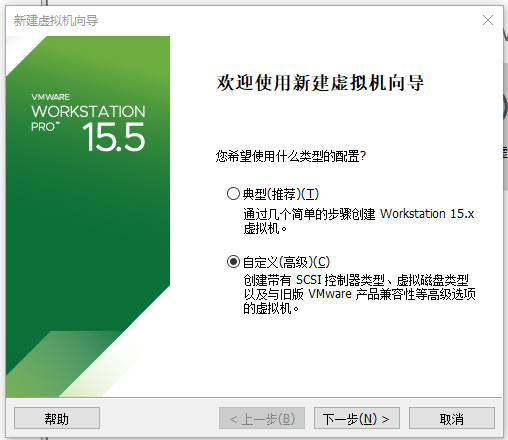 新建虚拟机向导
VMWARE
WORKSTATION
PRO™ 15.5
欢迎使用新建虚拟机向导
您希望使用什么类型的配置?
典型(推荐)(T)
通过几个简单的步骤创建 Workstation 15.x
虚拟机。
自定义(高级)(C)
创建带有 SCSI 控制器类型、虚拟磁盘类型
以及与旧版 VMware 产品兼容性等高级选项
的虚拟机。
帮助
< 上一步(B)
下一步(N) >
取消